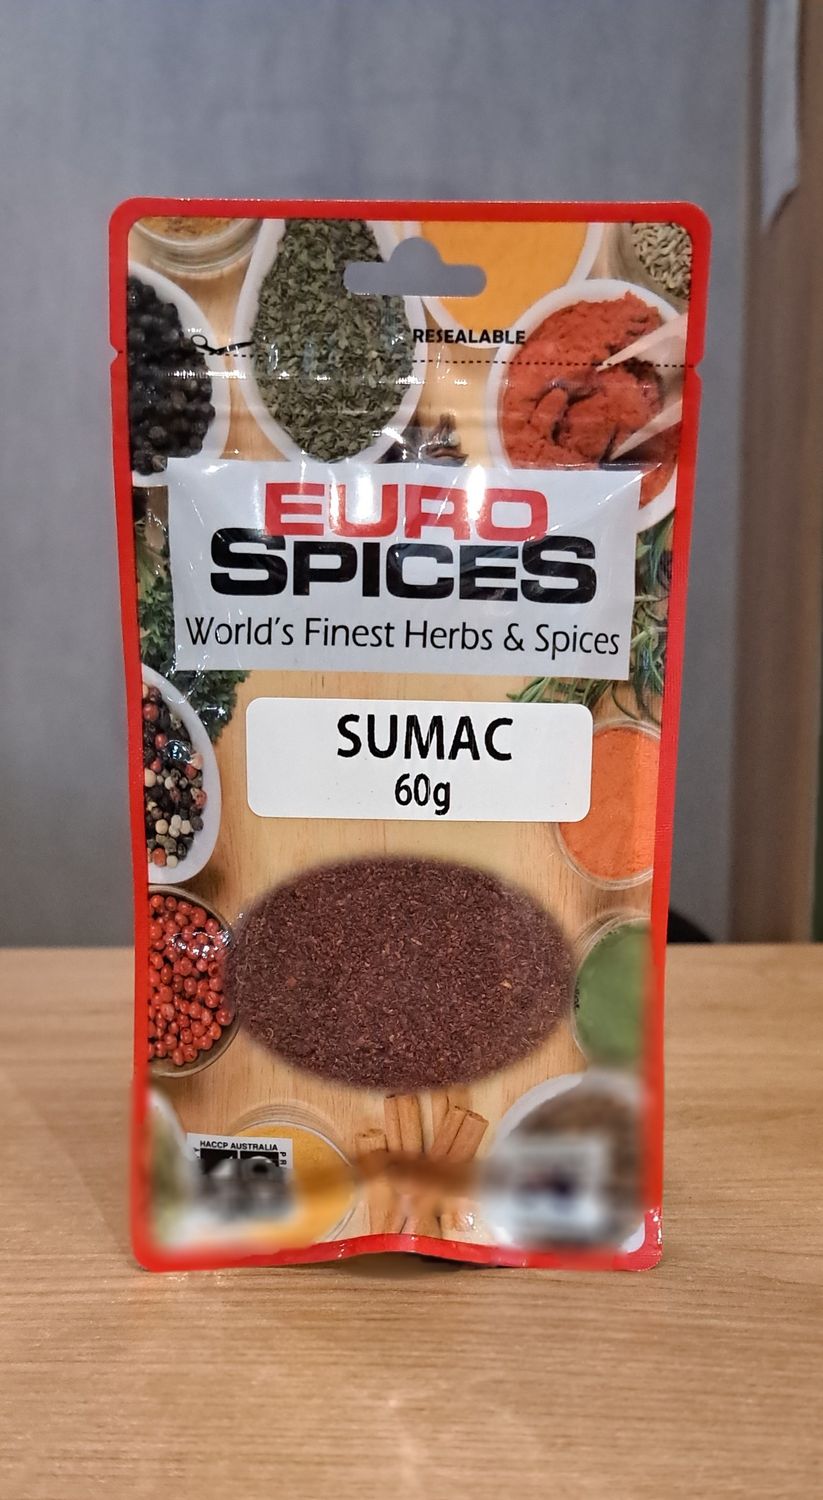 RESEALABLE
EURO
SPICES
World's Finest Herbs & Spices
SUMAC
60g
HACCP AUSTRALIA